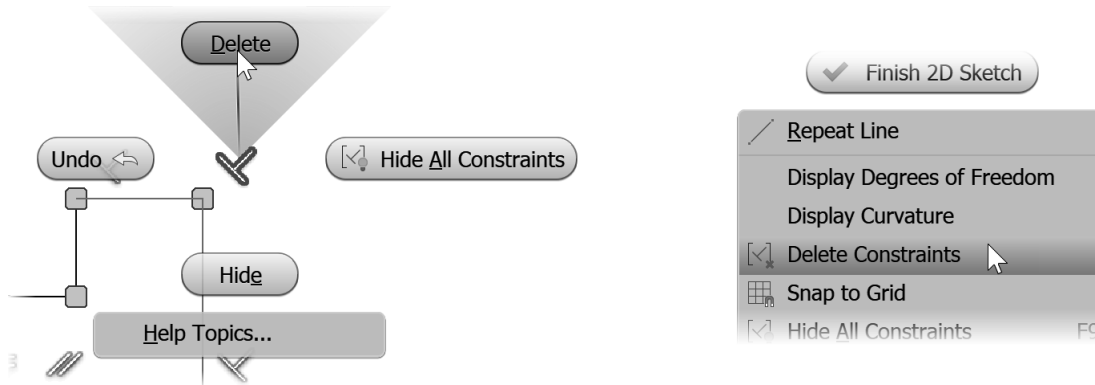 Delete
Undo
Hide All Constraints
Hide
Help Topics...
Finish 2D Sketch
Repeat Line
Display Degrees of Freedom
Display Curvature
Delete Constraints
Snap to Grid
Hide All Constraints F9